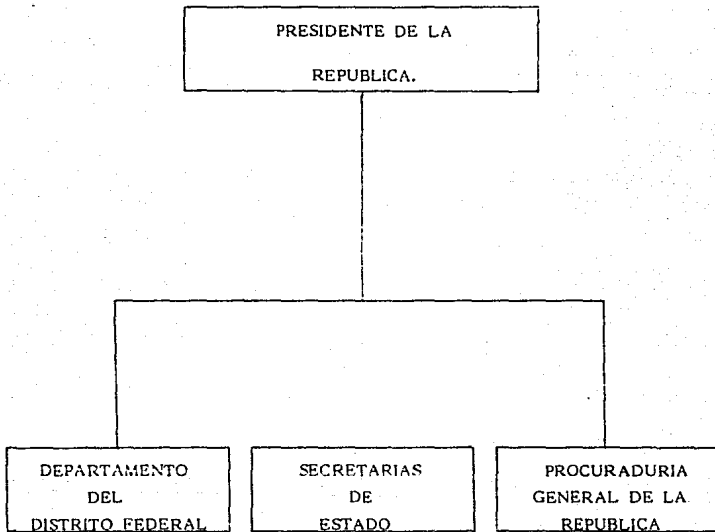 PRESIDENTE DE LA
REPUBLICA.
DEPARTAMENTO
DEL
DISTRITO FEDERAL
SECRETARIAS
DE
ESTADO
PROCURADURIA
GENERAL DE LA
REPUBLICA